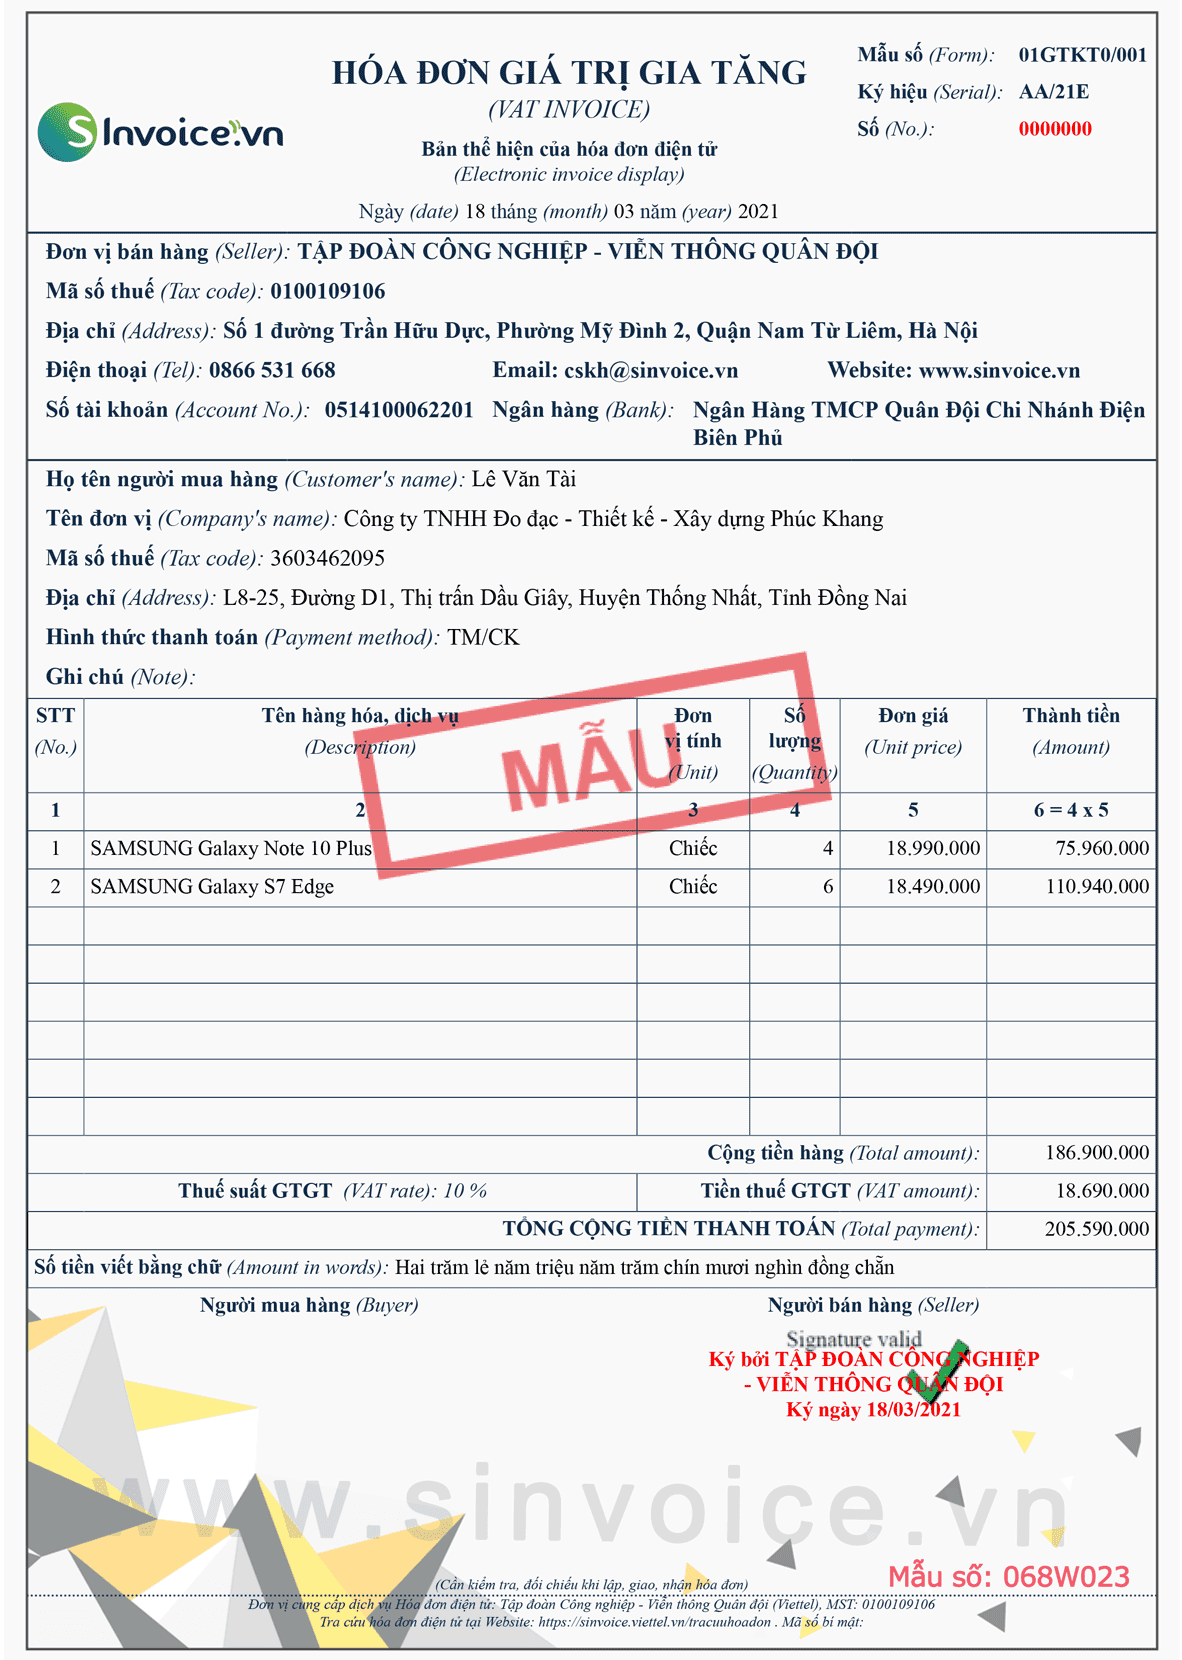 SInvoice.vn
HÓA ĐƠN GIÁ TRỊ GIA TĂNG
(VAT INVOICE)
Bản thể hiện của hóa đơn điện tử
(Electronic invoice display)
Ngày (date) 18 tháng (month) 03 năm (year) 2021
Mẫu số (Form): 01GTKT0/001
Ký hiệu (Serial): AA/21E
Số (No.): 0000000
Đơn vị bán hàng (Seller): TẬP ĐOÀN CÔNG NGHIỆP - VIỄN THÔNG QUÂN ĐỘI
Mã số thuế (Tax code): 0100109106
Địa chỉ (Address): Số 1 đường Trần Hữu Dực, Phường Mỹ Đình 2, Quận Nam Từ Liêm, Hà Nội
Điện thoại (Tel): 0866 531 668 Email: cskh@sinvoice.vn Website: www.sinvoice.vn
Số tài khoản (Account No.): 0514100062201 Ngân hàng (Bank): Ngân Hàng TMCP Quân Đội Chi Nhánh Điện
Biên Phủ
Họ tên người mua hàng (Customer's name): Lê Văn Tài
Tên đơn vị (Company's name): Công ty TNHH Đo đạc - Thiết kế - Xây dựng Phúc Khang
Mã số thuế (Tax code): 3603462095
Địa chỉ (Address): L8-25, Đường D1, Thị trấn Dầu Giây, Huyện Thống Nhất, Tỉnh Đồng Nai
Hình thức thanh toán (Payment method): TM/CK
Ghi chú (Note):
MẪU
STT Tên hàng hóa, dịch vụ Đơn Số Đơn giá Thành tiền
vị tính lượng
(No.) (Description) (Unit) (Quantity) (Unit price) (Amount)
1 2 3 4 5 6 = 4 x 5
1 SAMSUNG Galaxy Note 10 Plus Chiếc 4 18.990.000 75.960.000
2 SAMSUNG Galaxy S7 Edge Chiếc 6 18.490.000 110.940.000
Cộng tiền hàng (Total amount): 186.900.000
Thuế suất GTGT (VAT rate): 10 % Tiền thuế GTGT (VAT amount): 18.690.000
TỔNG CỘNG TIỀN THANH TOÁN (Total payment): 205.590.000
Số tiền viết bằng chữ (Amount in words): Hai trăm lẻ năm triệu năm trăm chín mươi nghìn đồng chẵn
Người mua hàng (Buyer) Người bán hàng (Seller)
Signature valid
Ký bởi TẬP ĐOÀN CÔNG NGHIỆP
- VIỄN THÔNG QUÂN ĐỘI
Ký ngày 18/03/2021
www.sinvoice.vn
Mẫu số: 068W023
(Cần kiểm tra, đối chiếu khi lập, giao, nhận hóa đơn)
Đơn vị cung cấp dịch vụ Hóa đơn điện tử: Tập đoàn Công nghiệp - Viễn thông Quân đội (Viettel), MST: 0100109106
Tra cứu hóa đơn điện tử tại Website: https://sinvoice.viettel.vn/tracuuhoadon . Mã số bí mật: